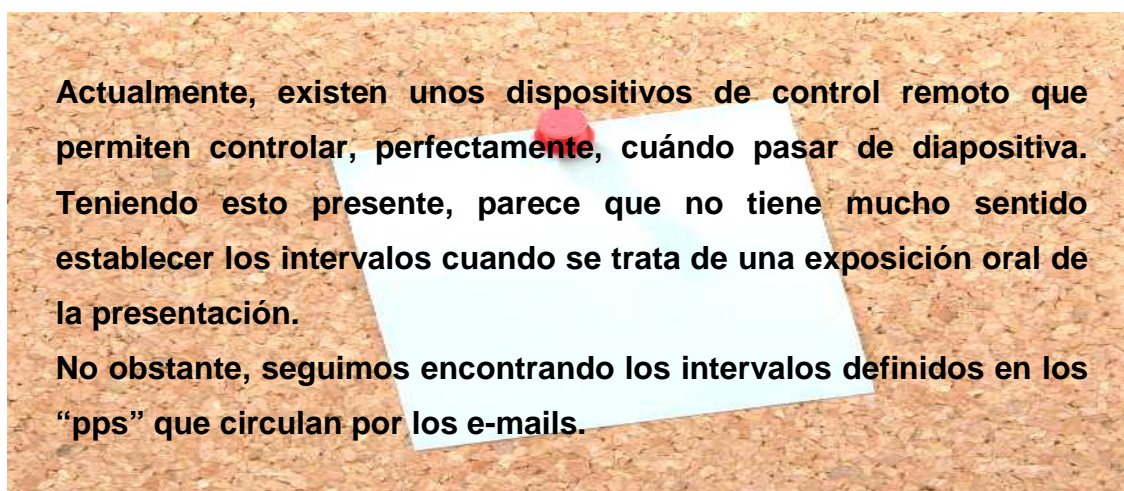 Actualmente, existen unos dispositivos de control remoto que
permiten controlar, perfectamente, cuándo pasar de diapositiva.
Teniendo esto presente, parece que no tiene mucho sentido
establecer los intervalos cuando se trata de una exposición oral de
la presentación.
No obstante, seguimos encontrando los intervalos definidos en los
“pps” que circulan por los e-mails.